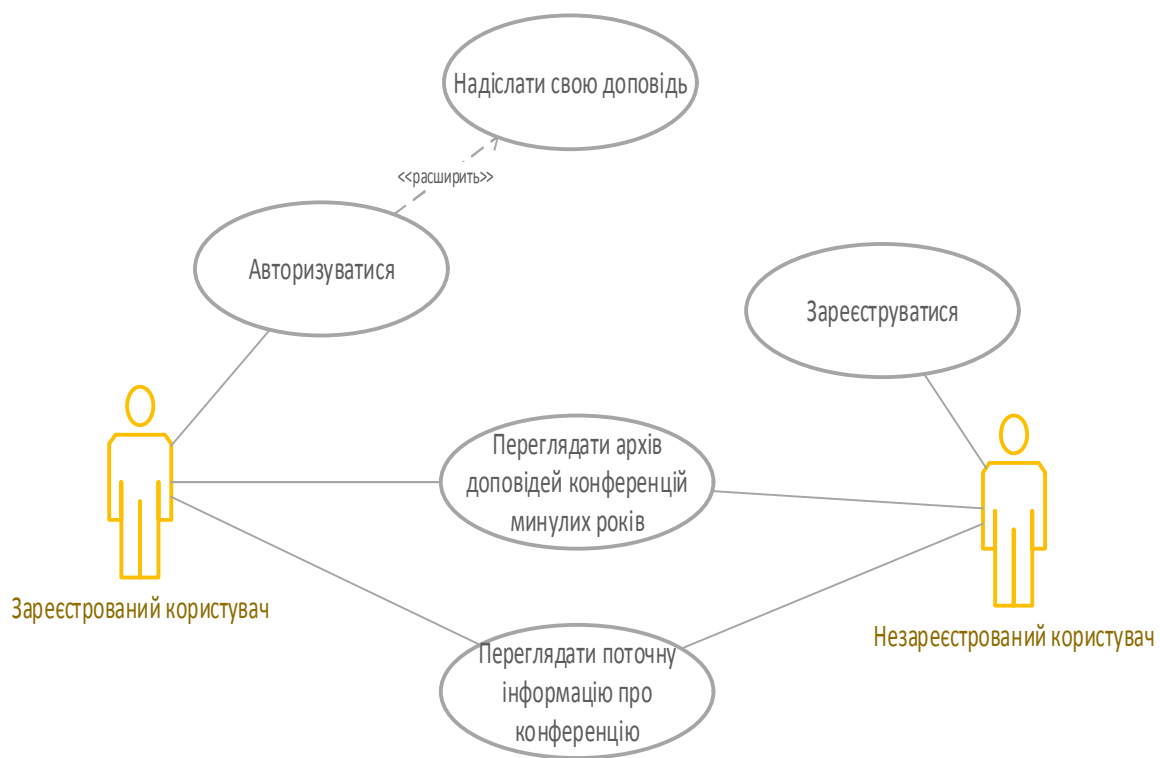 Надіслати свою доповідь
<<расширить>>
Авторизуватися
Зареєструватися
Переглядати архів
доповідей конференцій
минулих років
Зареєстрований користувач
Незареєстрований користувач
Переглядати поточну
інформацію про
конференцію